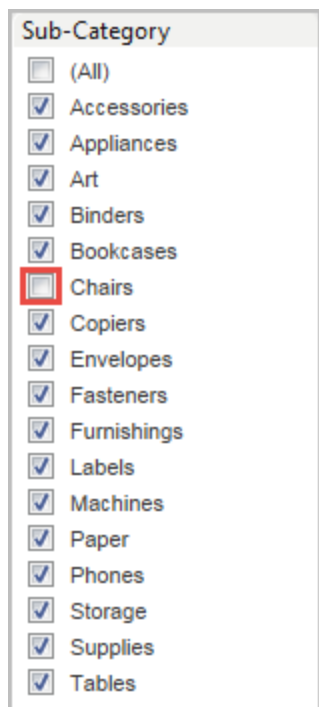 Sub-Category
(All)
Accessories
Appliances
Art
Binders
Bookcases
Chairs
Copiers
Envelopes
Fasteners
Furnishings
Labels
Machines
Paper
Phones
Storage
Supplies
Tables